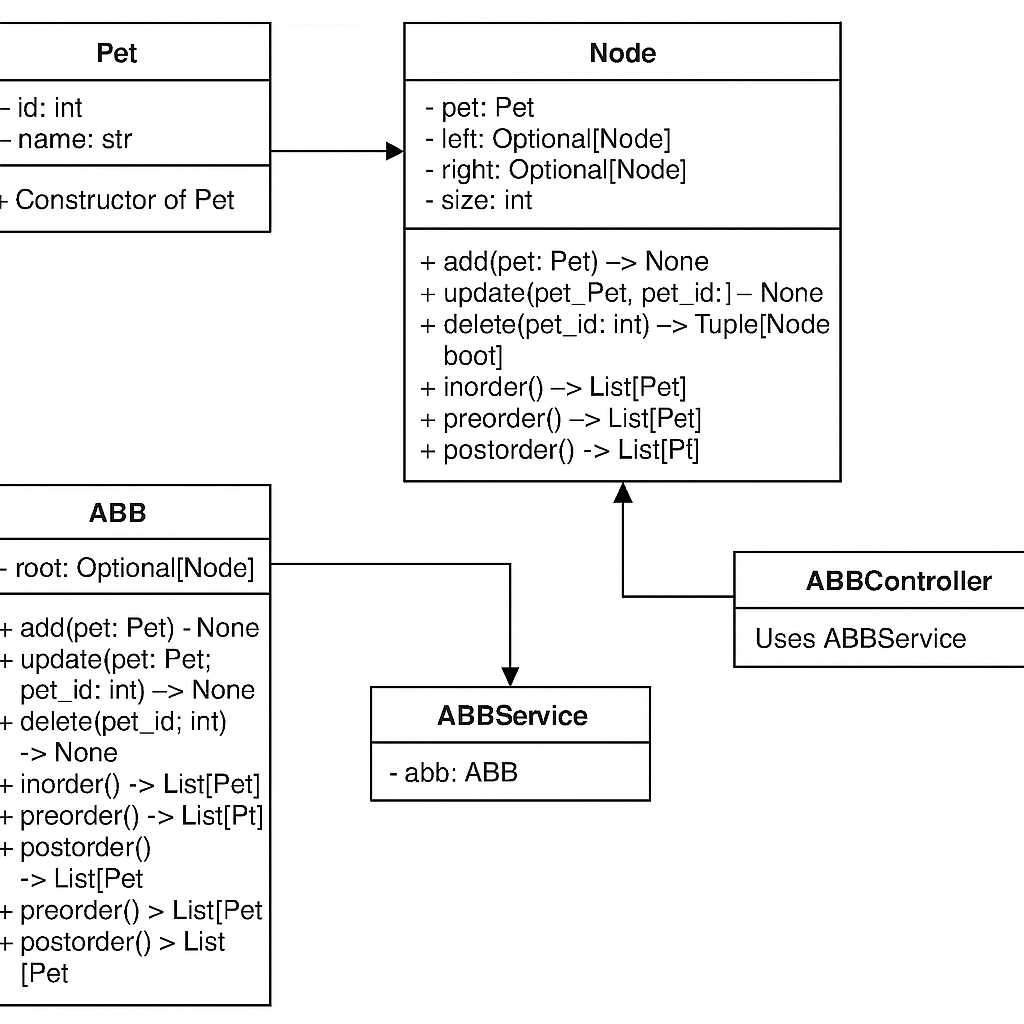 Pet
– id: int
– name: str
+ Constructor of Pet
Node
- pet: Pet
- left: Optional[Node]
- right: Optional[Node]
- size: int
+ add(pet: Pet) –> None
+ update(pet_Pet, pet_id:] – None
+ delete(pet_id: int) –> Tuple[Node
boot]
+ inorder() –> List[Pet]
+ preorder() –> List[Pet]
+ postorder() -> List[Pf]
ABB
- root: Optional[Node]
+ add(pet: Pet) - None
+ update(pet: Pet;
pet_id: int) –> None
+ delete(pet_id; int)
-> None
+ inorder() -> List[Pet]
+ preorder() -> List[Pt]
+ postorder()
-> List[Pet
+ preorder() > List[Pet
+ postorder() > List
[Pet
ABBController
Uses ABBService
ABBService
- abb: ABB